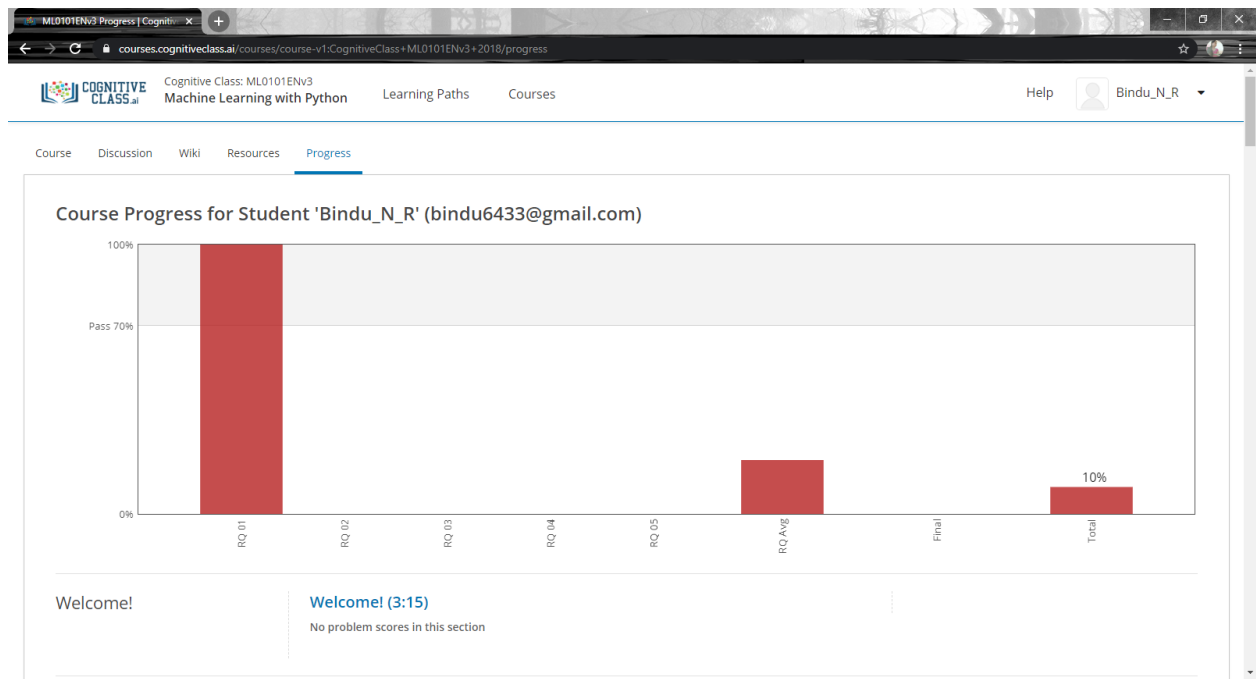 ML0101ENv3 Progress | Cogniti
courses.cognitiveclass.ai/courses/course-v1:CognitiveClass+ML0101ENv3+2018/progress
COGNITIVE
CLASS.ai
Cognitive Class: ML0101ENv3
Machine Learning with Python
Learning Paths
Courses
Help
Bindu_N_R
Course
Discussion
Wiki
Resources
Progress
Course Progress for Student 'Bindu_N_R' (bindu6433@gmail.com)
100%
Pass 70%
0%
10%
RQ 01
RQ 02
RQ 03
RQ 04
RQ 05
RQ Avg
Final
Total
Welcome!
Welcome! (3:15)
No problem scores in this section